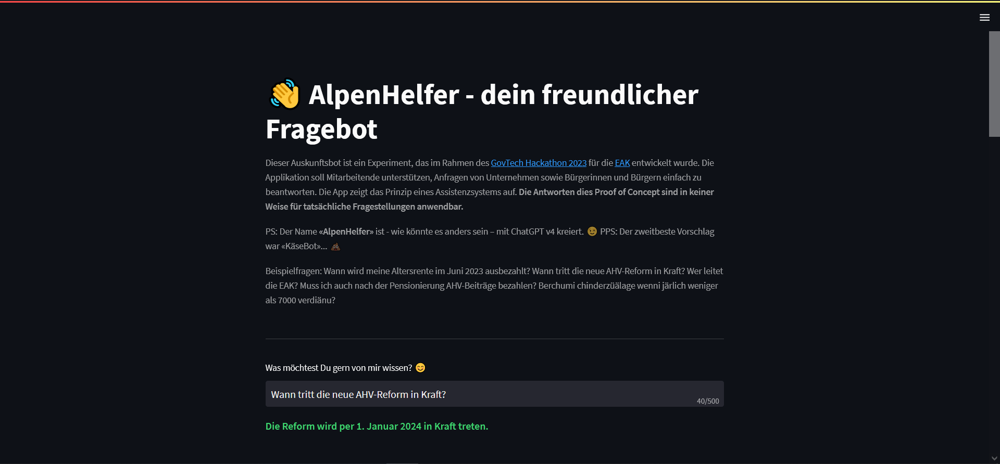 👋 AlpenHelfer - dein freundlicher
Fragebot
Dieser Auskunftsbot ist ein Experiment, das im Rahmen des GovTech Hackathon 2023 für die EAK entwickelt wurde. Die
Applikation soll Mitarbeitende unterstützen, Anfragen von Unternehmen sowie Bürgerinnen und Bürgern einfach zu
beantworten. Die App zeigt das Prinzip eines Assistenzsystems auf. Die Antworten dies Proof of Concept sind in keiner
Weise für tatsächliche Fragestellungen anwendbar.
PS: Der Name «AlpenHelfer» ist - wie könnte es anders sein – mit ChatGPT v4 kreiert. 😉 PPS: Der zweitbeste Vorschlag
war «KäseBot»... 💩
Beispielfragen: Wann wird meine Altersrente im Juni 2023 ausbezahlt? Wann tritt die neue AHV-Reform in Kraft? Wer leitet
die EAK? Muss ich auch nach der Pensionierung AHV-Beiträge bezahlen? Berchumi chinderzüälage wenni järlich weniger
als 7000 verdiänu?
Was möchtest Du gern von mir wissen? 😊
Wann tritt die neue AHV-Reform in Kraft?
40/500
Die Reform wird per 1. Januar 2024 in Kraft treten.